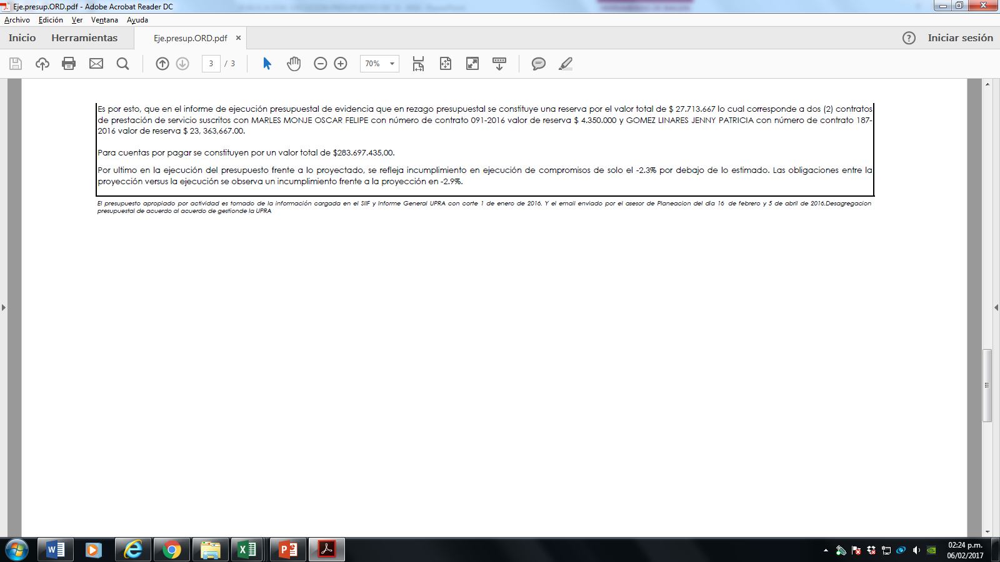 Eje.presup.ORD.pdf - Adobe Acrobat Reader DC
Archivo Edición Ver Ventana Ayuda
Inicio Herramientas Eje.presup.ORD.pdf × Iniciar sesión
3 / 3 70%
Es por esto, que en el informe de ejecución presupuestal de evidencia que en rezago presupuestal se constituye una reserva por el valor total de $ 27.713.667 lo cual corresponde a dos (2) contratos
de prestación de servicio suscritos con MARLES MONJE OSCAR FELIPE con número de contrato 091-2016 valor de reserva $ 4.350.000 y GOMEZ LINARES JENNY PATRICIA con número de contrato 187-
2016 valor de reserva $ 23, 363,667.00.
Para cuentas por pagar se constituyen por un valor total de $283.697.435,00.
Por ultimo en la ejecución del presupuesto frente a lo proyectado, se refleja incumplimiento en ejecución de compromisos de solo el -2.3% por debajo de lo estimado. Las obligaciones entre la
proyección versus la ejecución se observa un incumplimiento frente a la proyección en -2.9%.
El presupuesto apropiado por actividad es tomado de la información cargada en el SIIF y Informe General UPRA con corte 1 de enero de 2016. Y el email enviado por el asesor de Planeacion del dia 16 de febrero y 5 de abril de 2016.Desagregacion
presupuestal de acuerdo al acuerdo de gestionde la UPRA
02:24 p.m.
06/02/2017